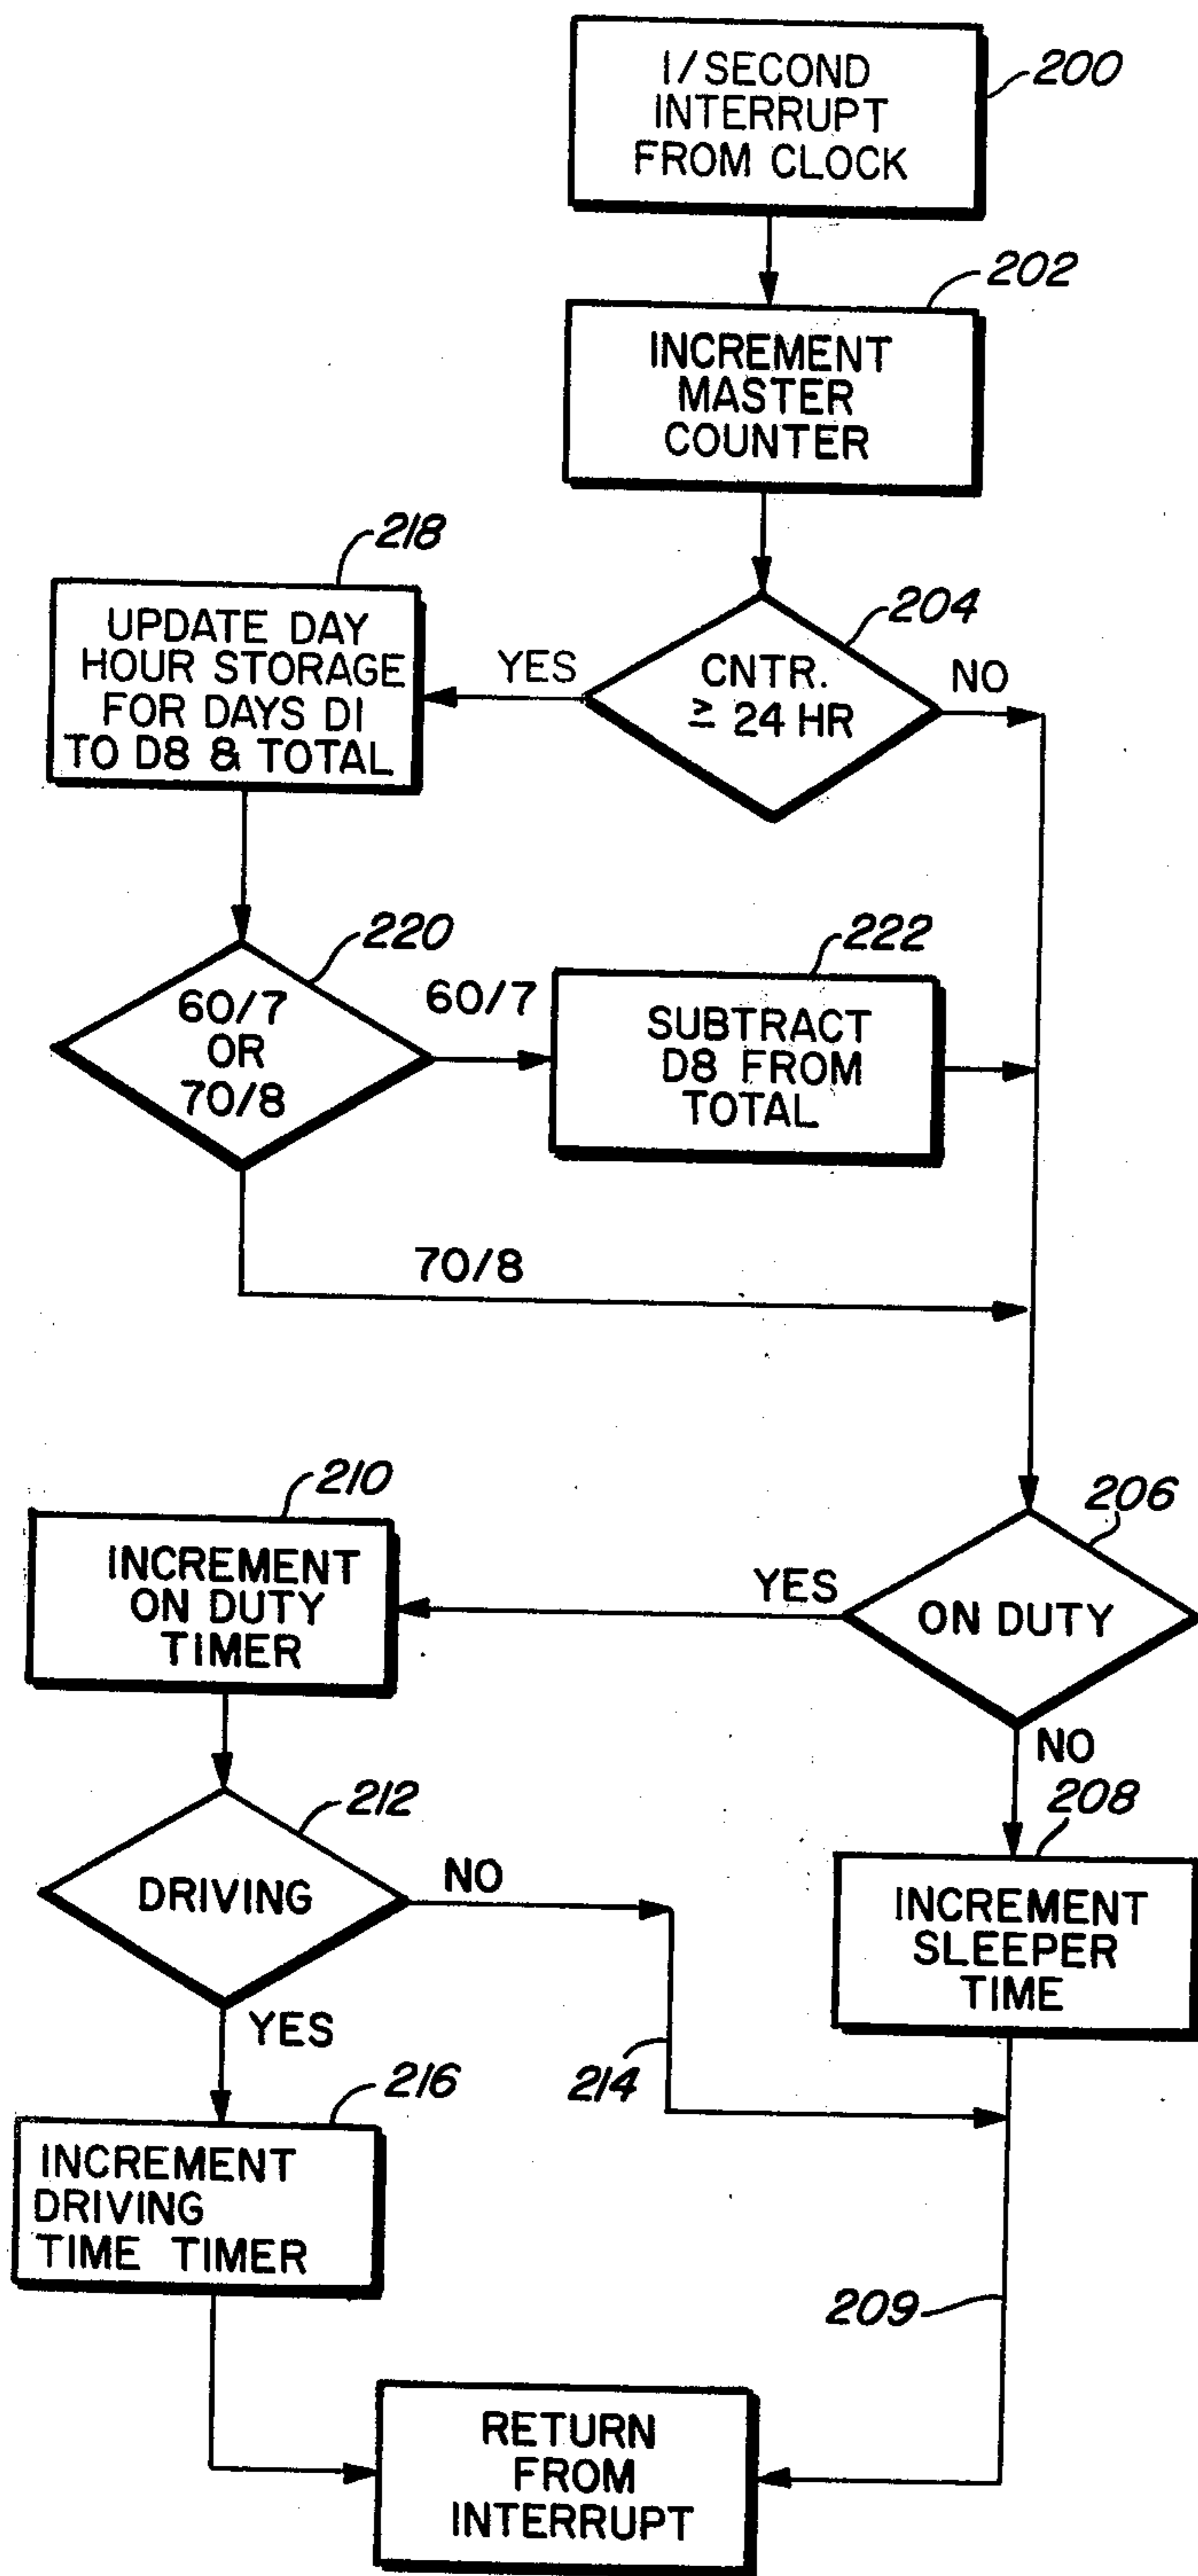 1/SECOND
INTERRUPT
FROM CLOCK
200
202
INCREMENT
MASTER
COUNTER
218
UPDATE DAY
HOUR STORAGE
FOR DAYS D1
TO D8 & TOTAL
204
YES
CNTR.
≥ 24 HR
NO
220
60/7
OR
70/8
60/7
222
SUBTRACT
D8 FROM
TOTAL
70/8
210
INCREMENT
ON DUTY
TIMER
206
YES
ON DUTY
NO
212
DRIVING
NO
YES
208
INCREMENT
SLEEPER
TIME
214
216
INCREMENT
DRIVING
TIME TIMER
209
RETURN
FROM
INTERRUPT